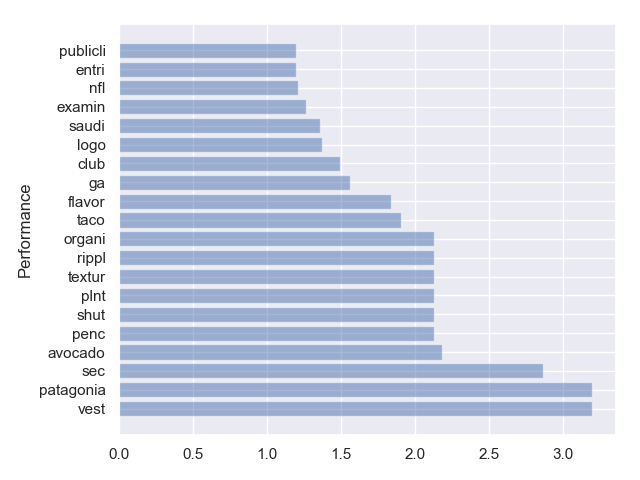 publicli
entri
nfl
examin
saudi
logo
club
ga
flavor
taco
organi
rippl
textur
plnt
shut
penc
avocado
sec
patagonia
vest
Performance
0.0 0.5 1.0 1.5 2.0 2.5 3.0